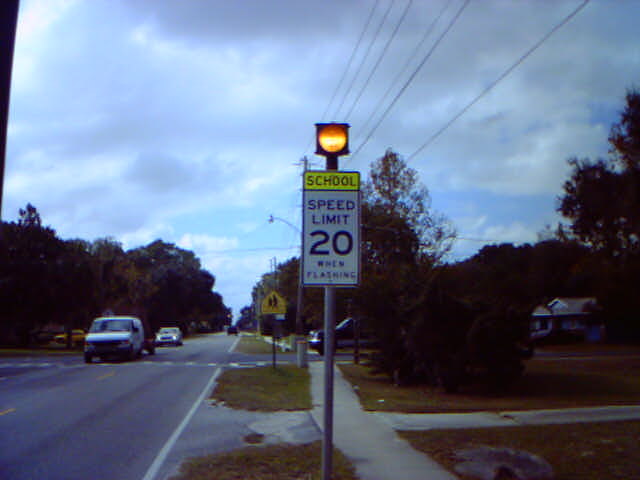 SCHOOL
SPEED
LIMIT
20
WHEN
FLASHING